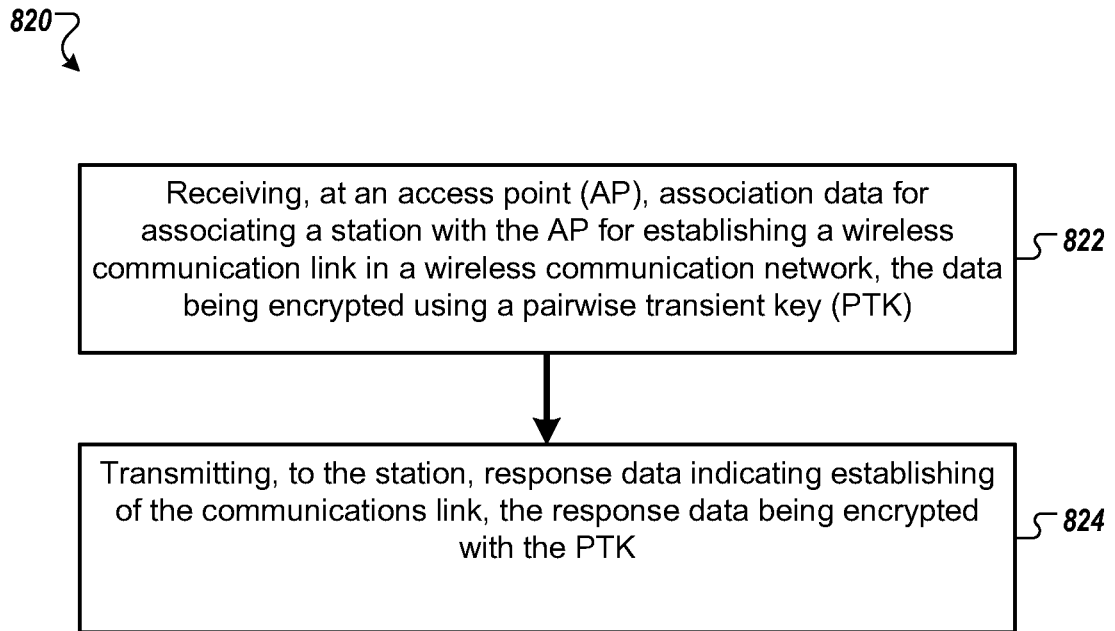 820
Receiving, at an access point (AP), association data for
associating a station with the AP for establishing a wireless
communication link in a wireless communication network, the data
being encrypted using a pairwise transient key (PTK)
822
Transmitting, to the station, response data indicating establishing
of the communications link, the response data being encrypted
with the PTK
824